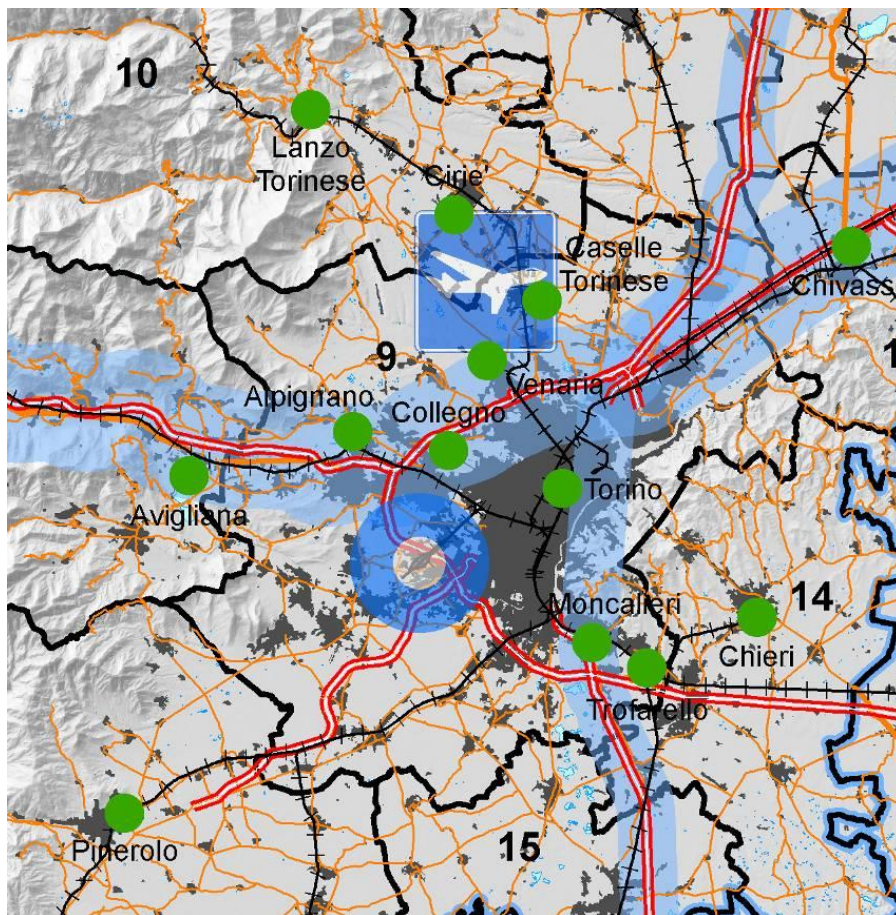 10
Lanzo
Torinese
Cirie
Caselle
Torinese
Chivass
1
9
Venaria
Alpignano
Collegno
Torino
Avigliana
Moncalieri
14
Chieri
Trofarello
Pinerolo
15